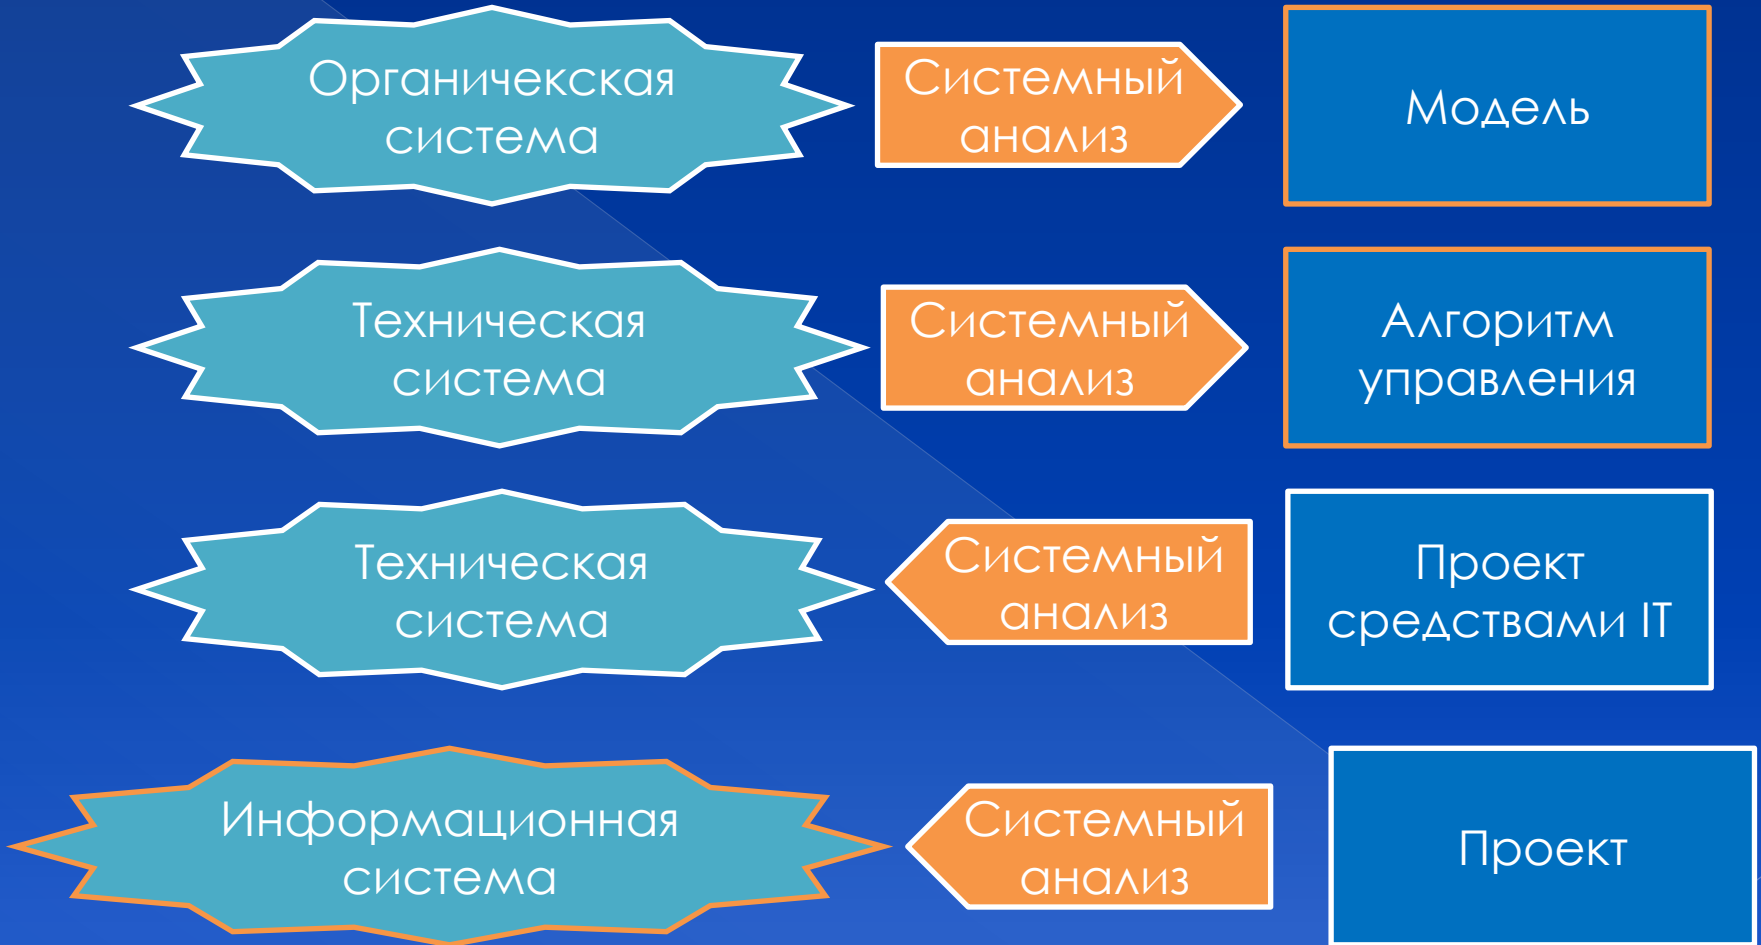 Органичекская
система
Системный
анализ
Модель
Техническая
система
Системный
анализ
Алгоритм
управления
Техническая
система
Системный
анализ
Проект
средствами IT
Информационная
система
Системный
анализ
Проект